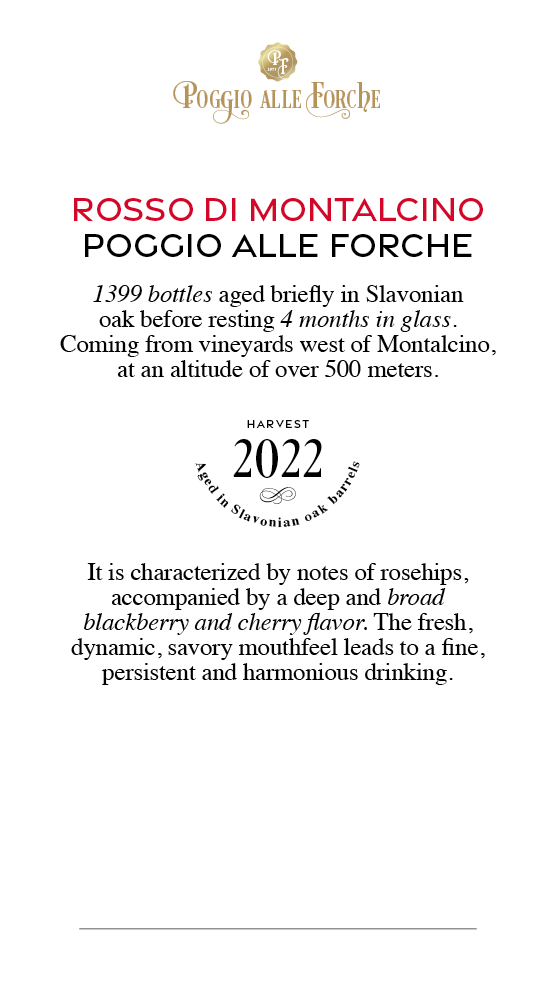 PF
1977
POGGIO ALLE FORCHE
ROSSO DI MONTALCINO
POGGIO ALLE FORCHE
1399 bottles aged briefly in Slavonian
oak before resting 4 months in glass.
Coming from vineyards west of Montalcino,
at an altitude of over 500 meters.
HARVEST
2022
Aged in Slavonian oak barrels
It is characterized by notes of rosehips,
accompanied by a deep and broad
blackberry and cherry flavor. The fresh,
dynamic, savory mouthfeel leads to a fine,
persistent and harmonious drinking.